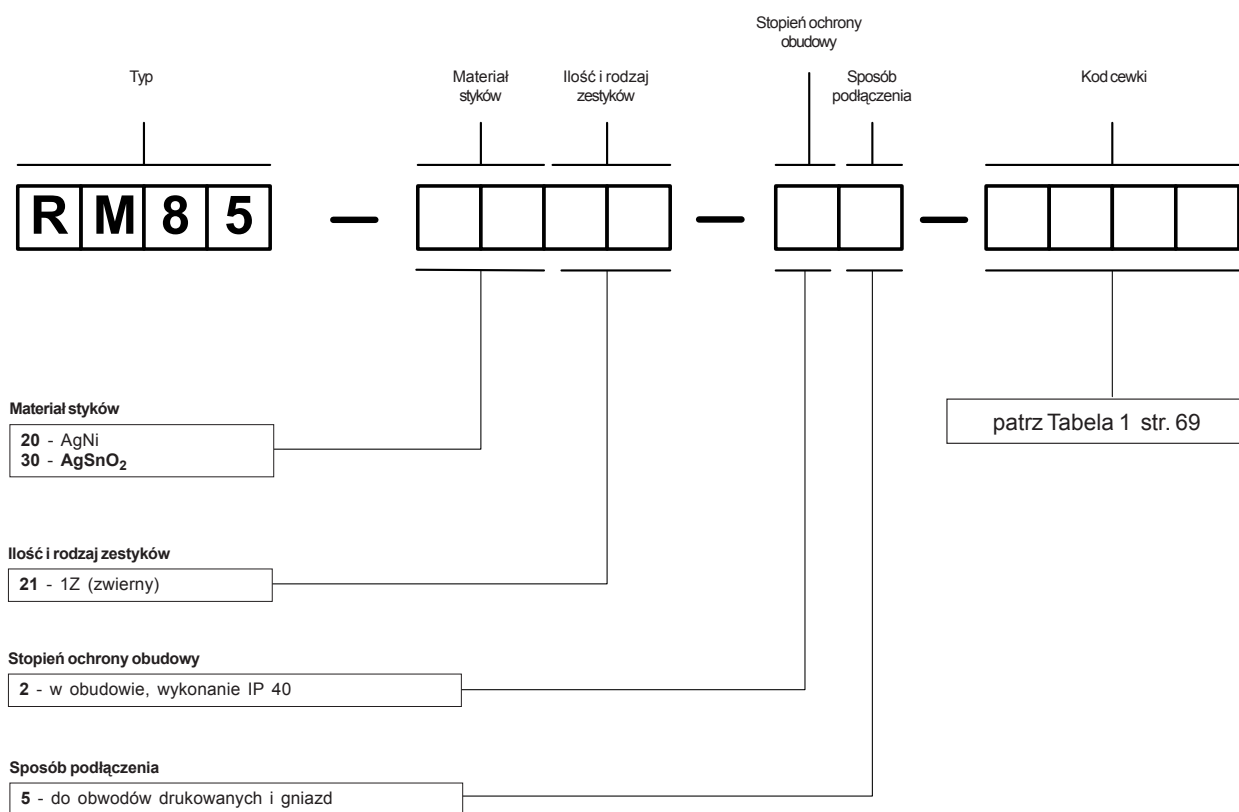 Stopień ochrony
obudowy
Typ
Materiał
styków
Ilość i rodzaj
zestyków
Sposób
podłączenia
Kod cewki
RM85 — — —
Materiał styków
20 - AgNi
30 - AgSnO₂
patrz Tabela 1 str. 69
Ilość i rodzaj zestyków
21 - 1Z (zwierny)
Stopień ochrony obudowy
2 - w obudowie, wykonanie IP 40
Sposób podłączenia
5 - do obwodów drukowanych i gniazd